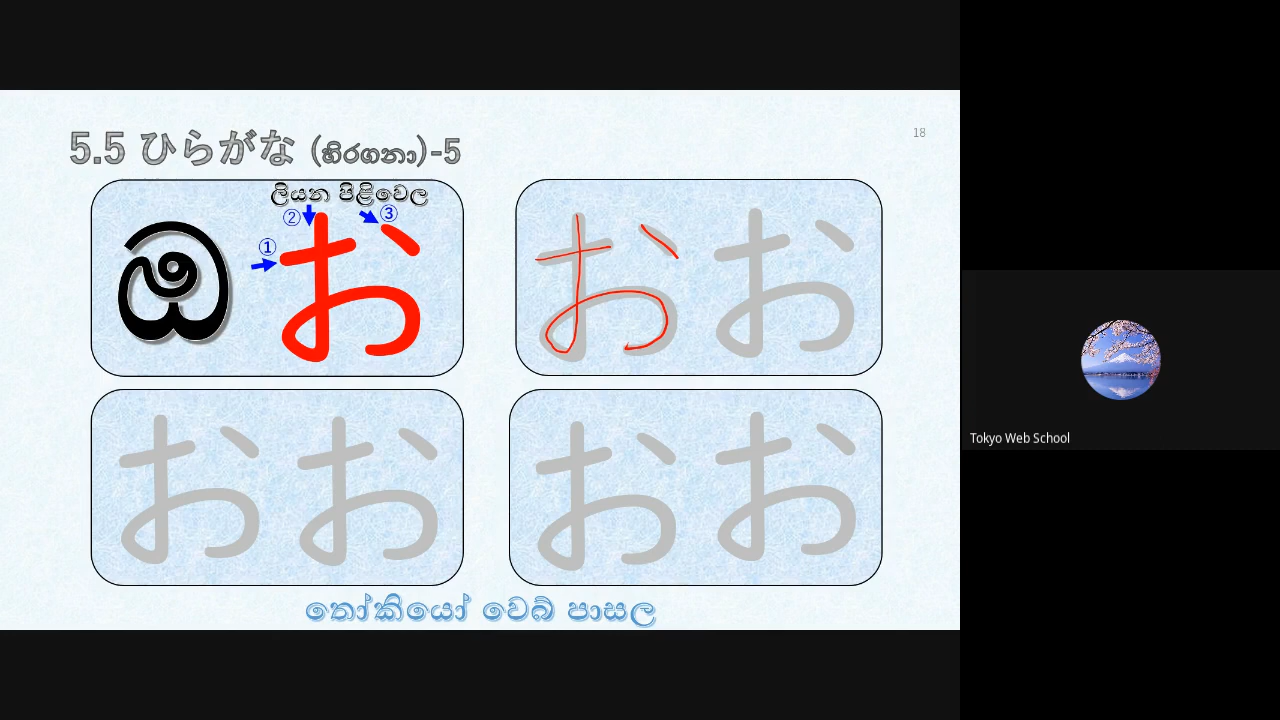 5.5 ひらがな (හිරගනා)-5
18
ලියන පිළිවෙල
② ③
①
ඔ お
お お
お お
お お
තෝකියෝ වෙබ් පාසල
Tokyo Web School